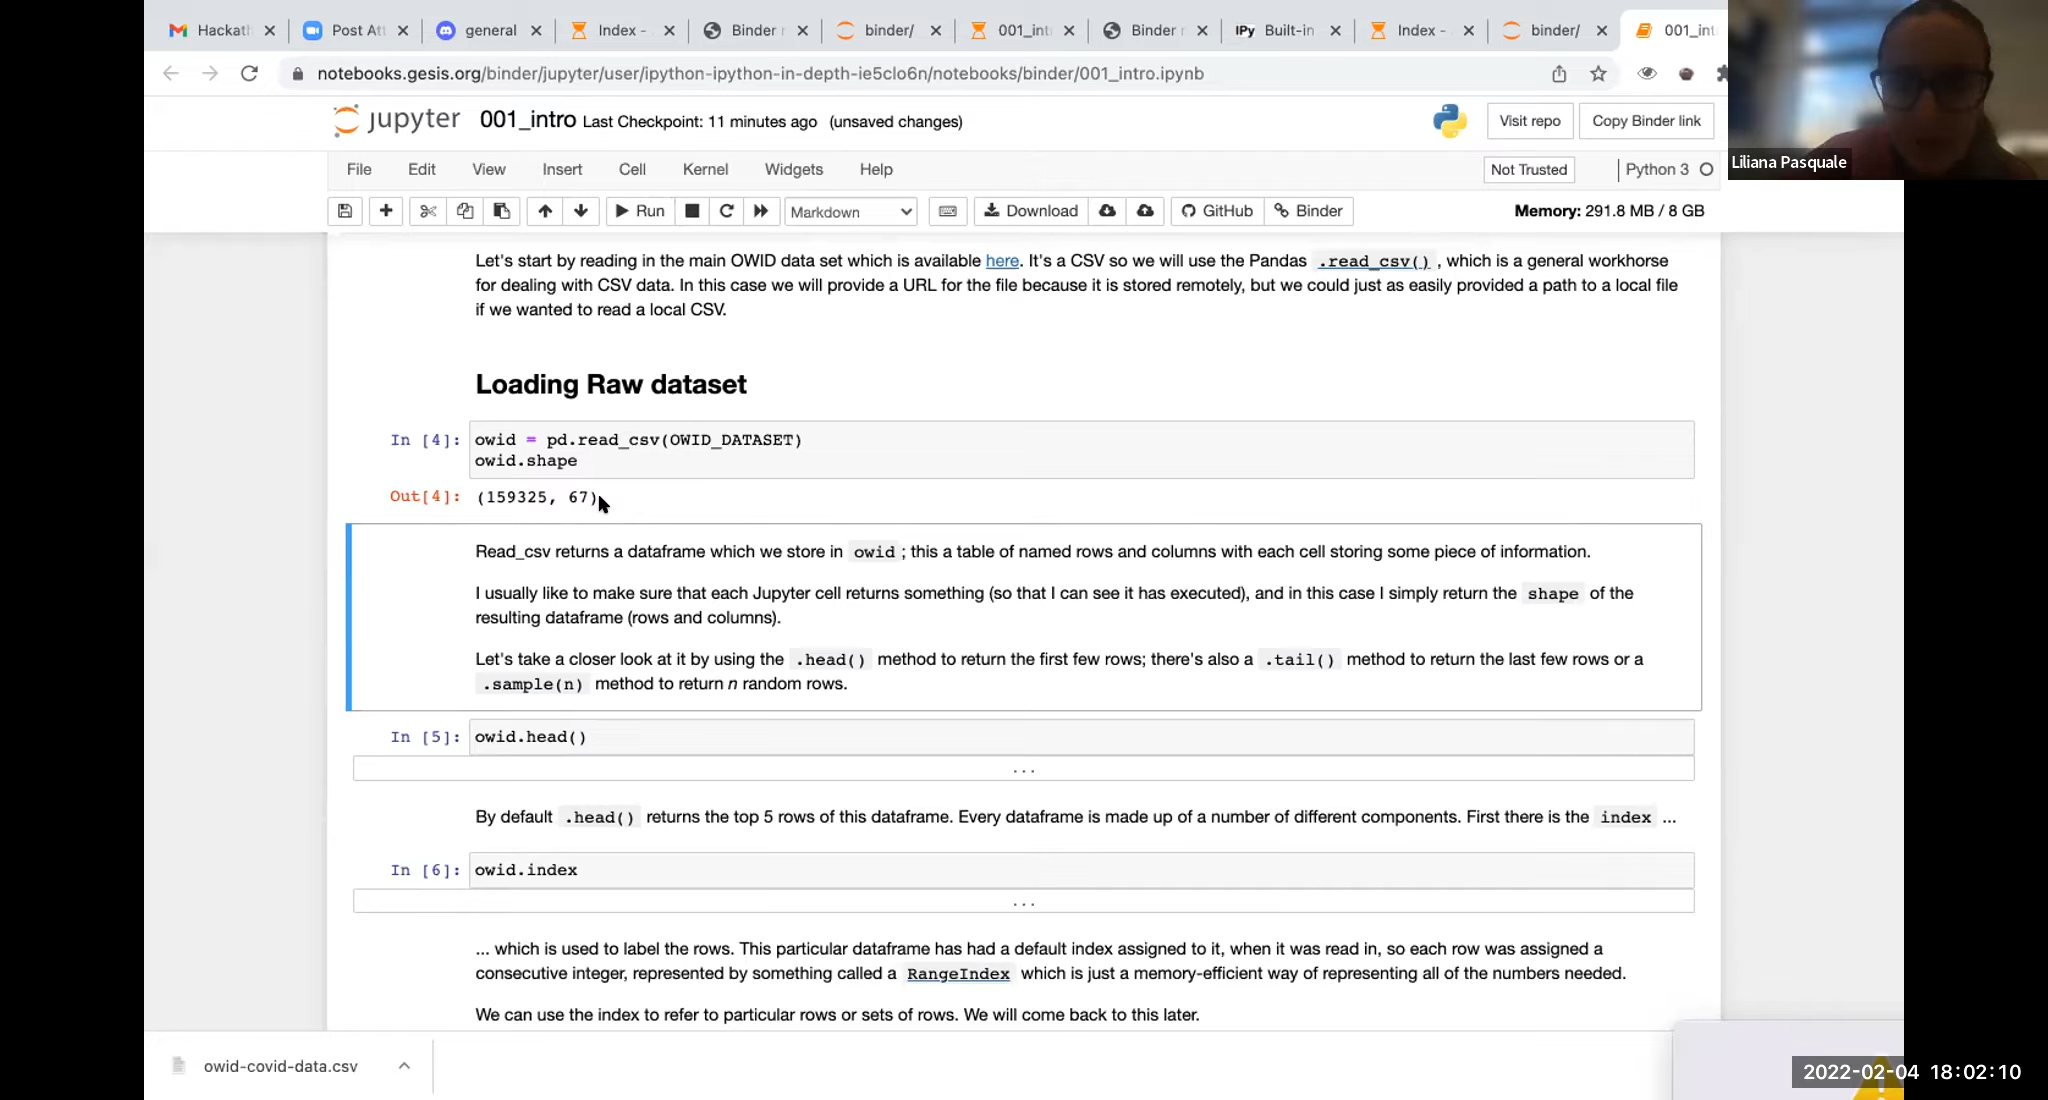 Hackat
Post At
general
Index -
Binder
binder/
001_int
Binder
IPy Built-in
Index -
binder/
001_int
notebooks.gesis.org/binder/jupyter/user/ipython-ipython-in-depth-ie5clo6n/notebooks/binder/001_intro.ipynb
Liliana Pasquale
jupyter 001_intro Last Checkpoint: 11 minutes ago (unsaved changes)
Visit repo
Copy Binder link
File Edit View Insert Cell Kernel Widgets Help
Not Trusted
Python 3
Run
Markdown
Download
GitHub
Binder
Memory: 291.8 MB / 8 GB
Let's start by reading in the main OWID data set which is available here. It's a CSV so we will use the Pandas .read_csv() , which is a general workhorse
for dealing with CSV data. In this case we will provide a URL for the file because it is stored remotely, but we could just as easily provided a path to a local file
if we wanted to read a local CSV.
Loading Raw dataset
In [4]: owid = pd.read_csv(OWID_DATASET)
owid.shape
Out[4]: (159325, 67)
Read_csv returns a dataframe which we store in owid ; this a table of named rows and columns with each cell storing some piece of information.
I usually like to make sure that each Jupyter cell returns something (so that I can see it has executed), and in this case I simply return the shape of the
resulting dataframe (rows and columns).
Let's take a closer look at it by using the .head() method to return the first few rows; there's also a .tail() method to return the last few rows or a
.sample(n) method to return n random rows.
In [5]: owid.head()
...
By default .head() returns the top 5 rows of this dataframe. Every dataframe is made up of a number of different components. First there is the index ...
In [6]: owid.index
...
... which is used to label the rows. This particular dataframe has had a default index assigned to it, when it was read in, so each row was assigned a
consecutive integer, represented by something called a RangeIndex which is just a memory-efficient way of representing all of the numbers needed.
We can use the index to refer to particular rows or sets of rows. We will come back to this later.
owid-covid-data.csv
2022-02-04 18:02:10